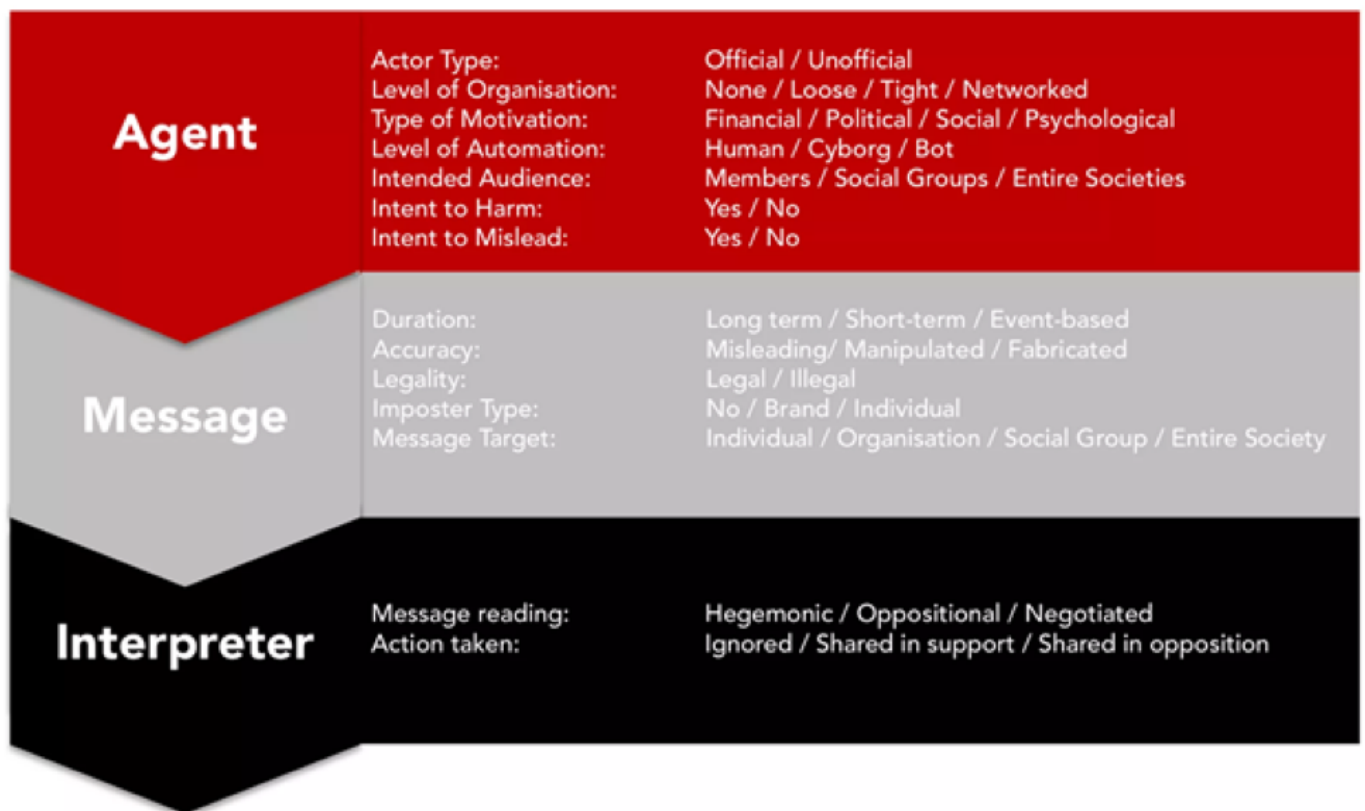 Agent
Actor Type: Official / Unofficial
Level of Organisation: None / Loose / Tight / Networked
Type of Motivation: Financial / Political / Social / Psychological
Level of Automation: Human / Cyborg / Bot
Intended Audience: Members / Social Groups / Entire Societies
Intent to Harm: Yes / No
Intent to Mislead: Yes / No
Message
Duration: Long term / Short-term / Event-based
Accuracy: Misleading/ Manipulated / Fabricated
Legality: Legal / Illegal
Imposter Type: No / Brand / Individual
Message Target: Individual / Organisation / Social Group / Entire Society
Interpreter
Message reading: Hegemonic / Oppositional / Negotiated
Action taken: Ignored / Shared in support / Shared in opposition